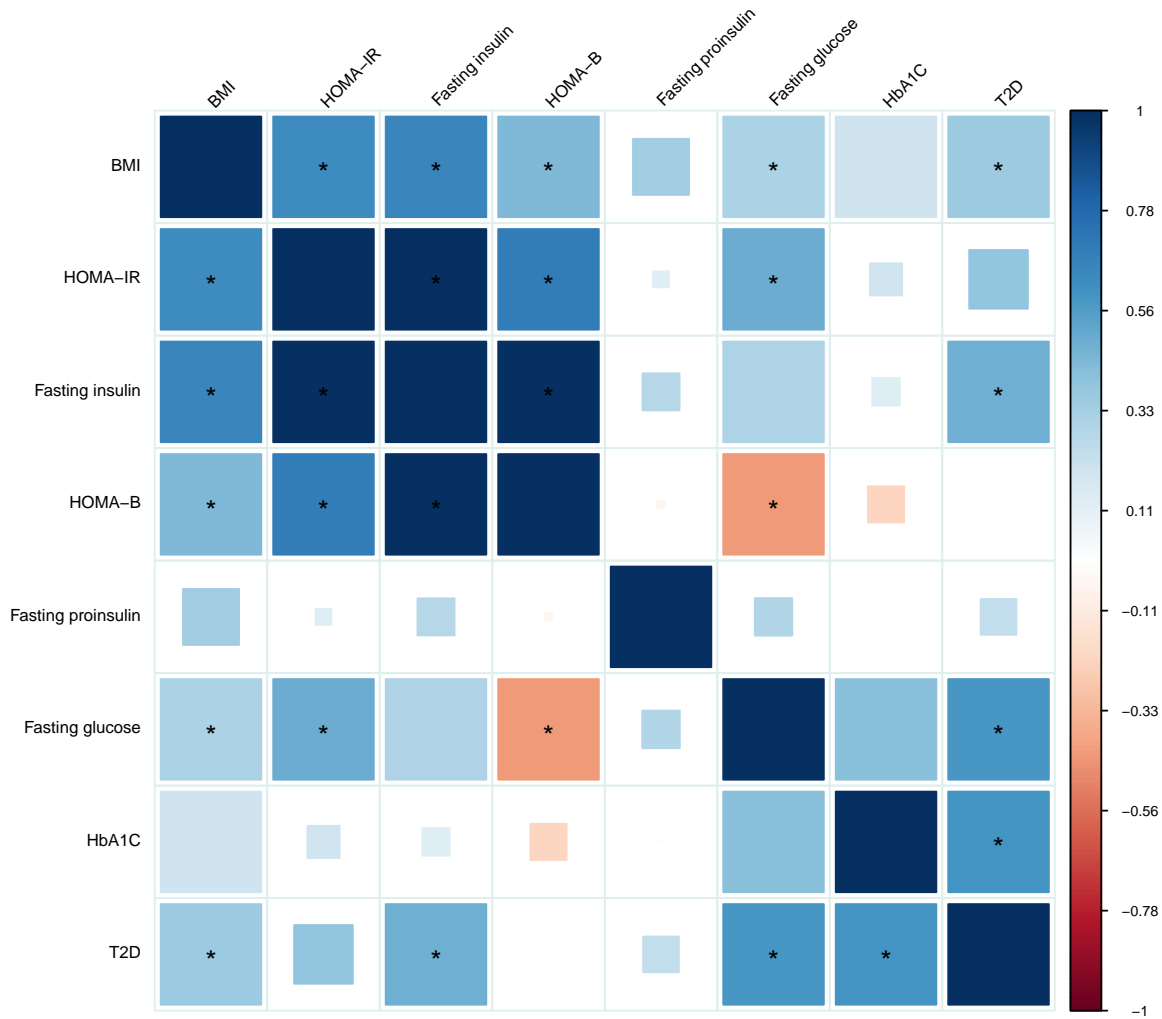 BMI
HOMA−IR
Fasting insulin
HOMA−B
Fasting proinsulin
Fasting glucose
HbA1C
T2D
BMI * * * * *
HOMA−IR * * * *
Fasting insulin * * * *
HOMA−B * * * *
Fasting proinsulin
Fasting glucose * * * *
HbA1C *
T2D * * * *
1
0.78
0.56
0.33
0.11
−0.11
−0.33
−0.56
−0.78
−1